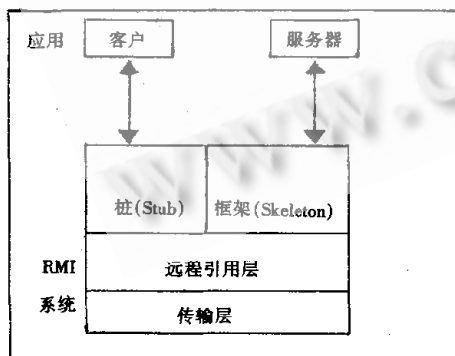 应用 客户 服务器
桩(Stub) 框架(Skeleton)
RMI 远程引用层
系统 传输层
www.c